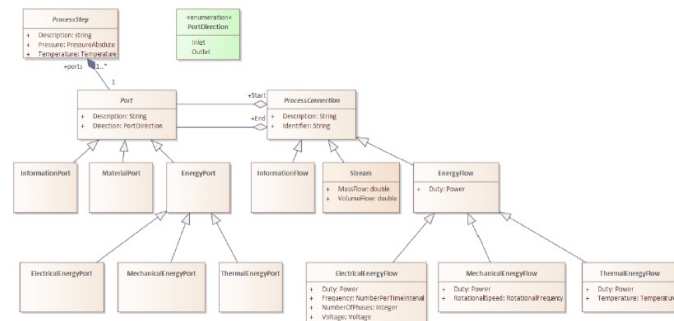 ProcessStep
+ Description: string
+ Pressure: PressureAbsolute
+ Temperature: Temperature
«enumeration»
PortDirection
Inlet
Outlet
+ports 1..*
1
Port
+ Description: String
+ Direction: PortDirection
+Start
+End
ProcessConnection
+ Description: String
+ Identifier: String
InformationPort
MaterialPort
EnergyPort
InformationFlow
Stream
+ MassFlow: double
+ VolumeFlow: double
EnergyFlow
+ Duty: Power
ElectricalEnergyPort
MechanicalEnergyPort
ThermalEnergyPort
ElectricalEnergyFlow
+ Duty: Power
+ Frequency: NumberPerTimeInterval
+ NumberOfPhases: Integer
+ Voltage: Voltage
MechanicalEnergyFlow
+ Duty: Power
+ RotationalSpeed: RotationalFrequency
ThermalEnergyFlow
+ Duty: Power
+ Temperature: Temperature